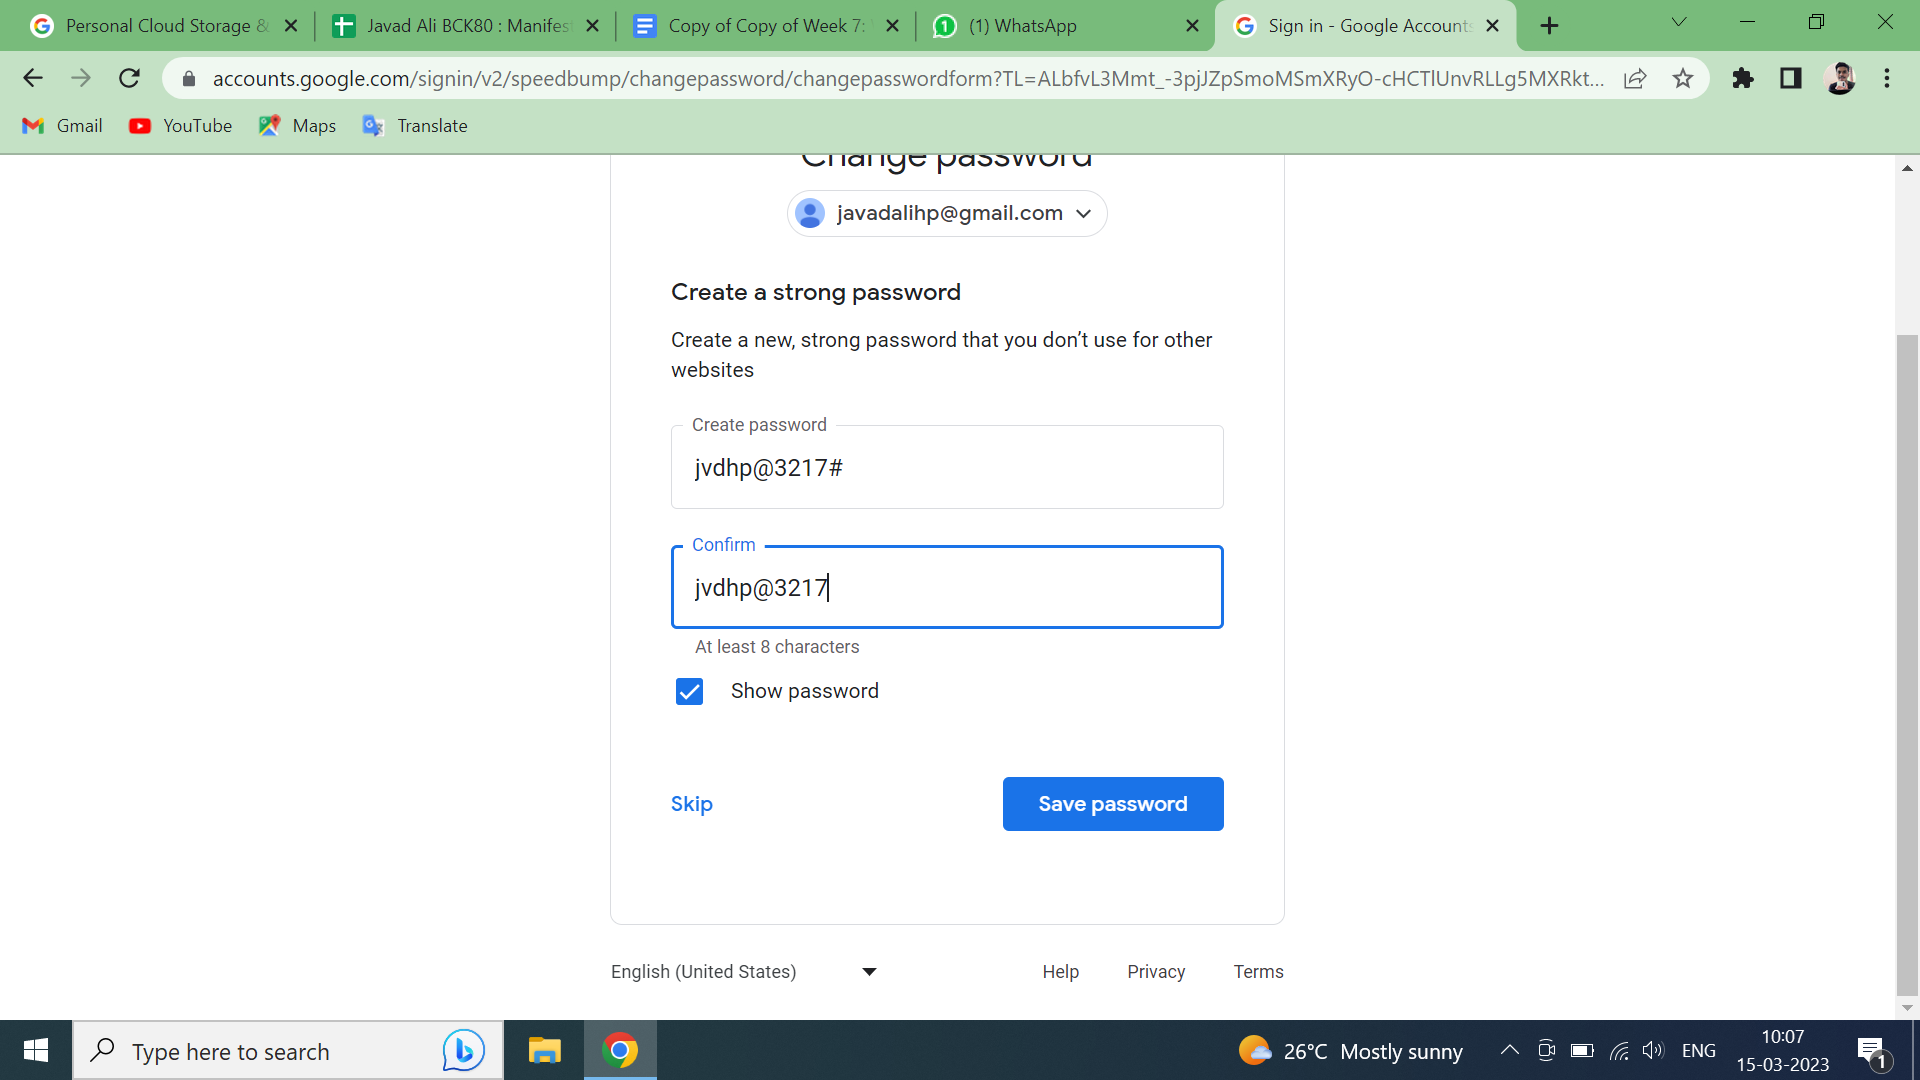 Personal Cloud Storage &
Javad Ali BCK80 : Manifest
Copy of Copy of Week 7:
(1) WhatsApp
Sign in - Google Accounts
accounts.google.com/signin/v2/speedbump/changepassword/changepasswordform?TL=ALbfvL3Mmt_-3pjJZpSmoMSmXRyO-cHCTlUnvRLLg5MXRkt...
Gmail
YouTube
Maps
Translate
Change password
javadalihp@gmail.com
Create a strong password
Create a new, strong password that you don’t use for other
websites
Create password
jvdhp@3217#
Confirm
jvdhp@3217
At least 8 characters
Show password
Skip
Save password
English (United States)
Help
Privacy
Terms
Type here to search
26°C Mostly sunny
ENG
10:07
15-03-2023
1